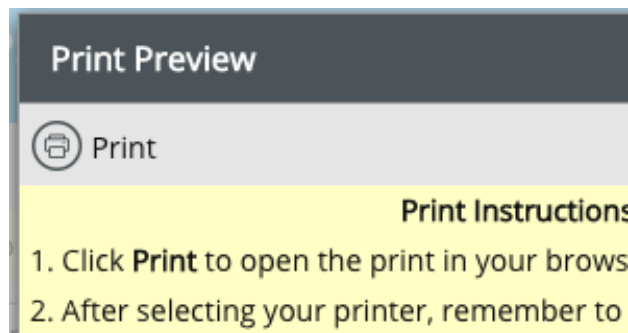 Print Preview
Print
Print Instructions
1. Click Print to open the print in your brows
2. After selecting your printer, remember to